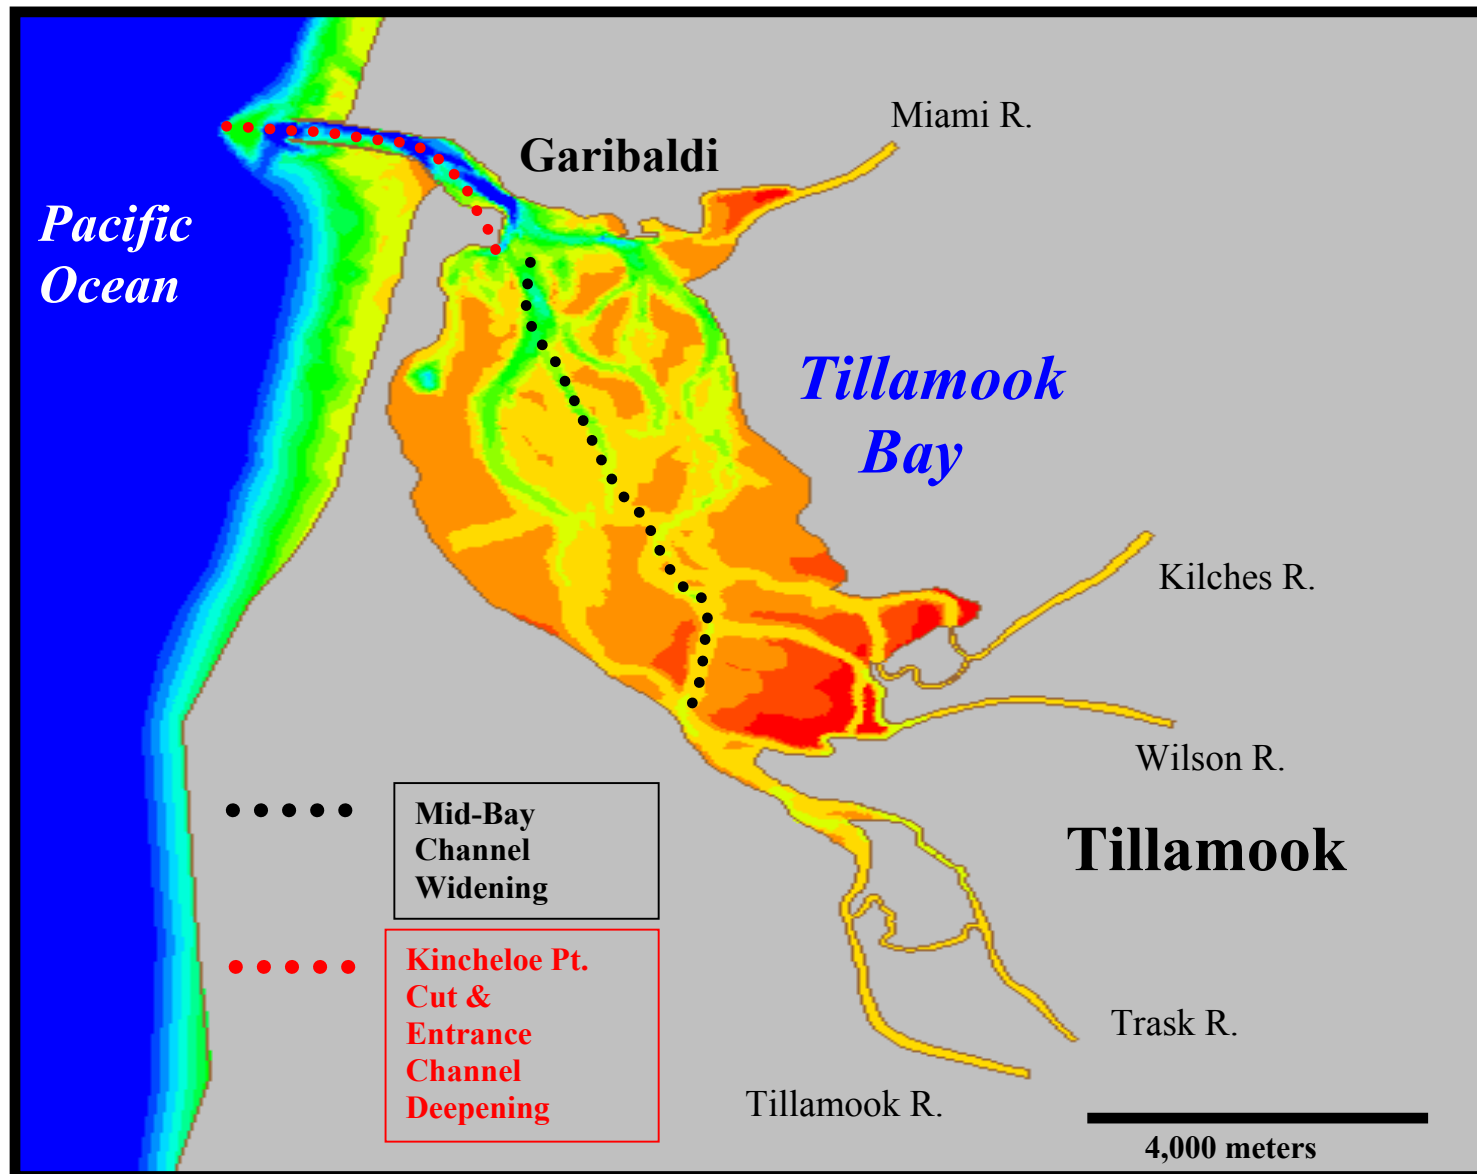 Miami R.
Garibaldi
Pacific
Ocean
Tillamook
Bay
Kilches R.
Wilson R.
Mid-Bay
Channel
Widening
Tillamook
Kincheloe Pt.
Cut &
Entrance
Channel
Deepening
Trask R.
Tillamook R.
4,000 meters